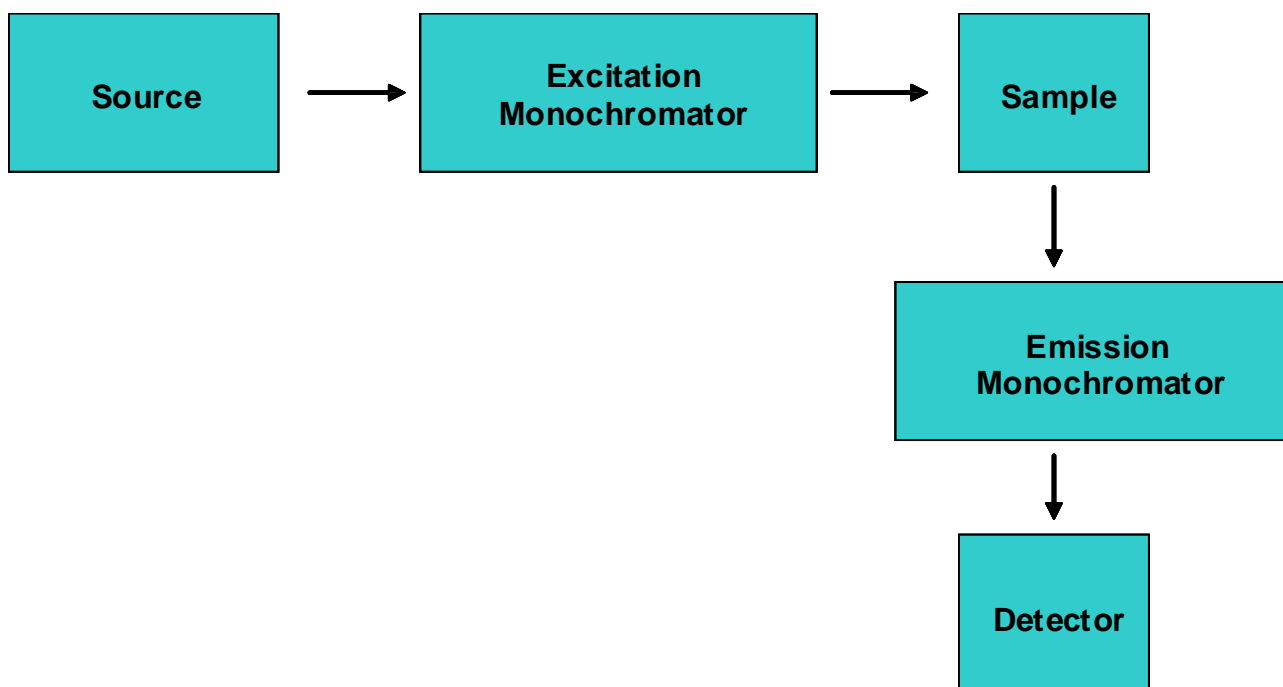 Source
Excitation
Monochromator
Sample
Emission
Monochromator
Detector